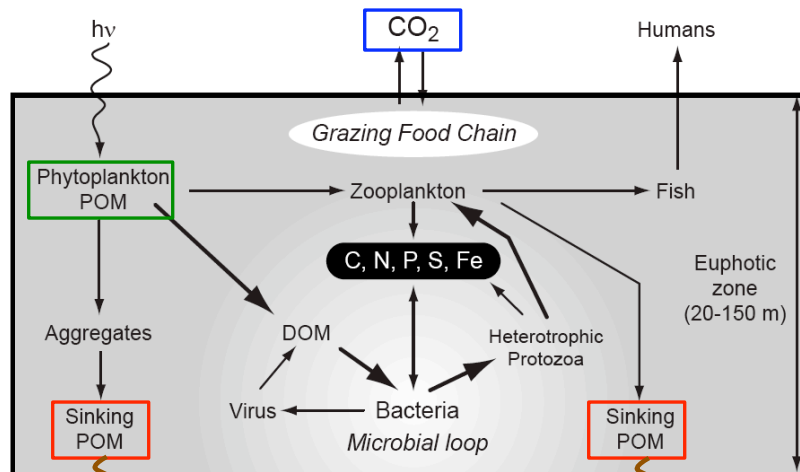 hν
CO₂
Humans
Grazing Food Chain
Phytoplankton
POM
Zooplankton
Fish
C, N, P, S, Fe
Euphotic
zone
(20-150 m)
Aggregates
DOM
Heterotrophic
Protozoa
Sinking
POM
Virus
Bacteria
Microbial loop
Sinking
POM